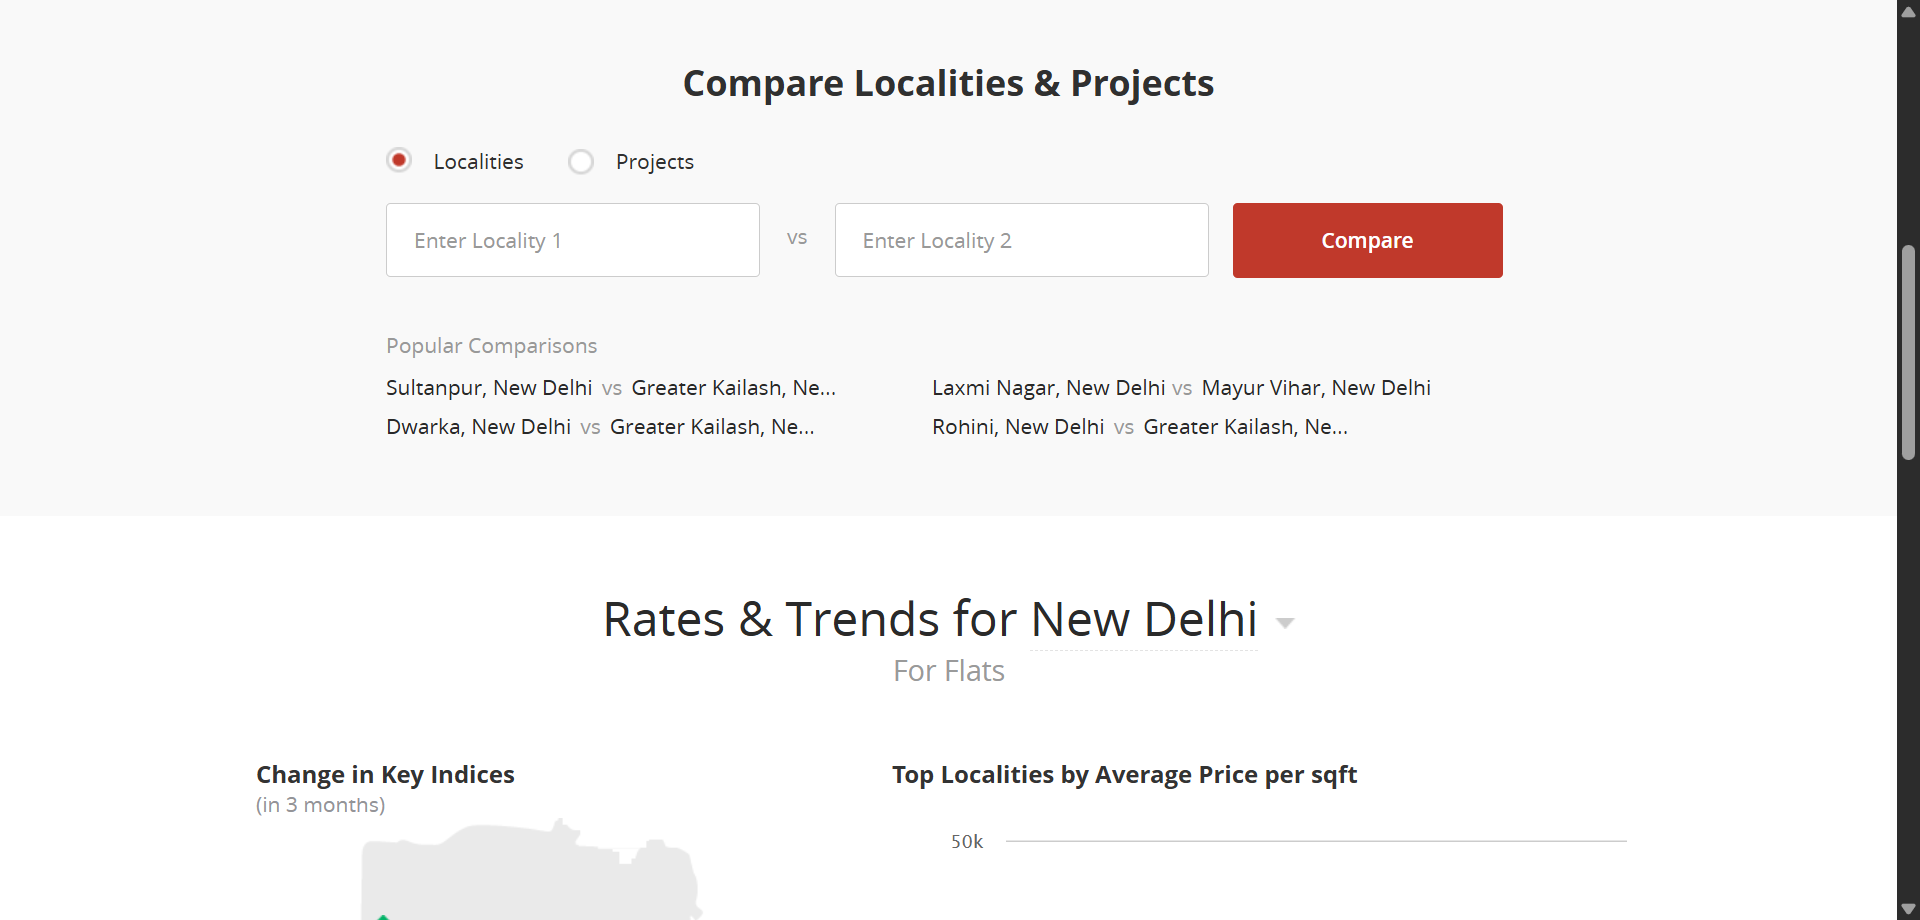 Compare Localities & Projects
Localities
Projects
Enter Locality 1
vs
Enter Locality 2
Compare
Popular Comparisons
Sultanpur, New Delhi vs Greater Kailash, Ne...
Laxmi Nagar, New Delhi vs Mayur Vihar, New Delhi
Dwarka, New Delhi vs Greater Kailash, Ne...
Rohini, New Delhi vs Greater Kailash, Ne...
Rates & Trends for New Delhi
For Flats
Change in Key Indices
(in 3 months)
Top Localities by Average Price per sqft
50k